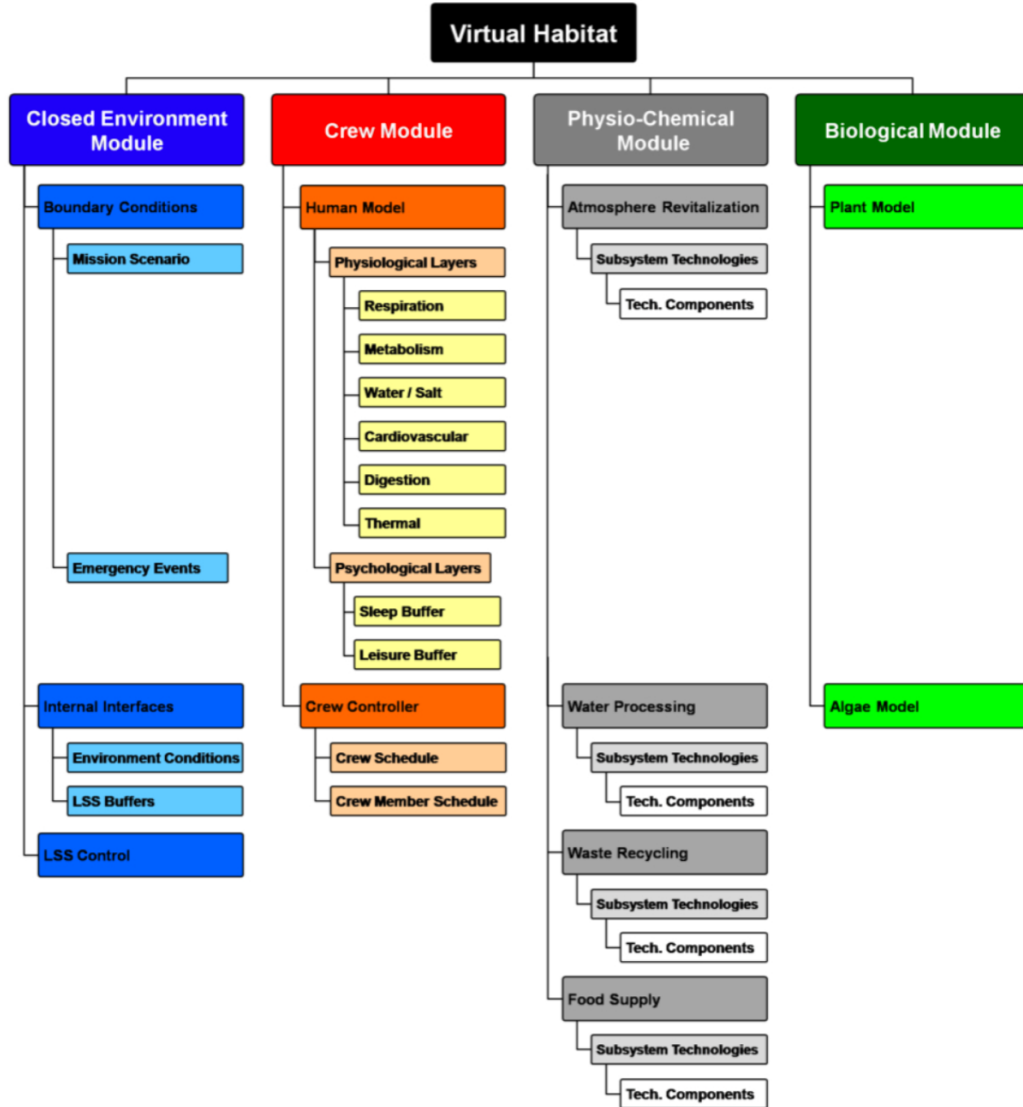 Virtual Habitat
Closed Environment
Module
Boundary Conditions
Mission Scenario
Emergency Events
Internal Interfaces
Environment Conditions
LSS Buffers
LSS Control
Crew Module
Human Model
Physiological Layers
Respiration
Metabolism
Water / Salt
Cardiovascular
Digestion
Thermal
Psychological Layers
Sleep Buffer
Leisure Buffer
Crew Controller
Crew Schedule
Crew Member Schedule
Physio-Chemical
Module
Atmosphere Revitalization
Subsystem Technologies
Tech. Components
Water Processing
Subsystem Technologies
Tech. Components
Waste Recycling
Subsystem Technologies
Tech. Components
Food Supply
Subsystem Technologies
Tech. Components
Biological Module
Plant Model
Algae Model